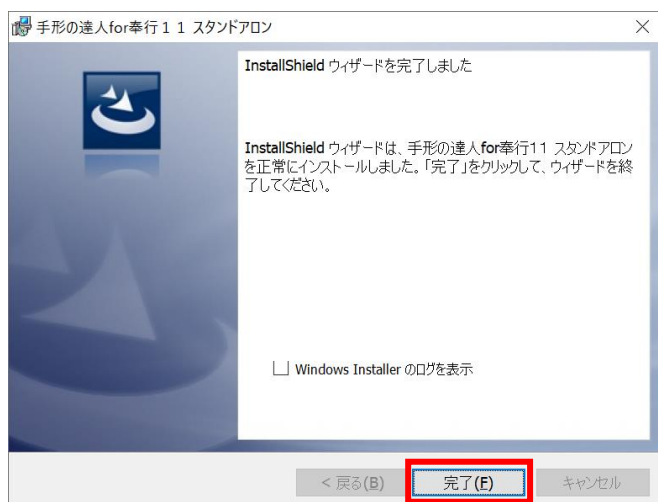 手形の達人for奉行１１ スタンドアロン
InstallShield ウィザードを完了しました
InstallShield ウィザードは、手形の達人for奉行11 スタンドアロン
を正常にインストールしました。「完了」をクリックして、ウィザードを終
了してください。
Windows Installer のログを表示
< 戻る(B) 完了(F) キャンセル